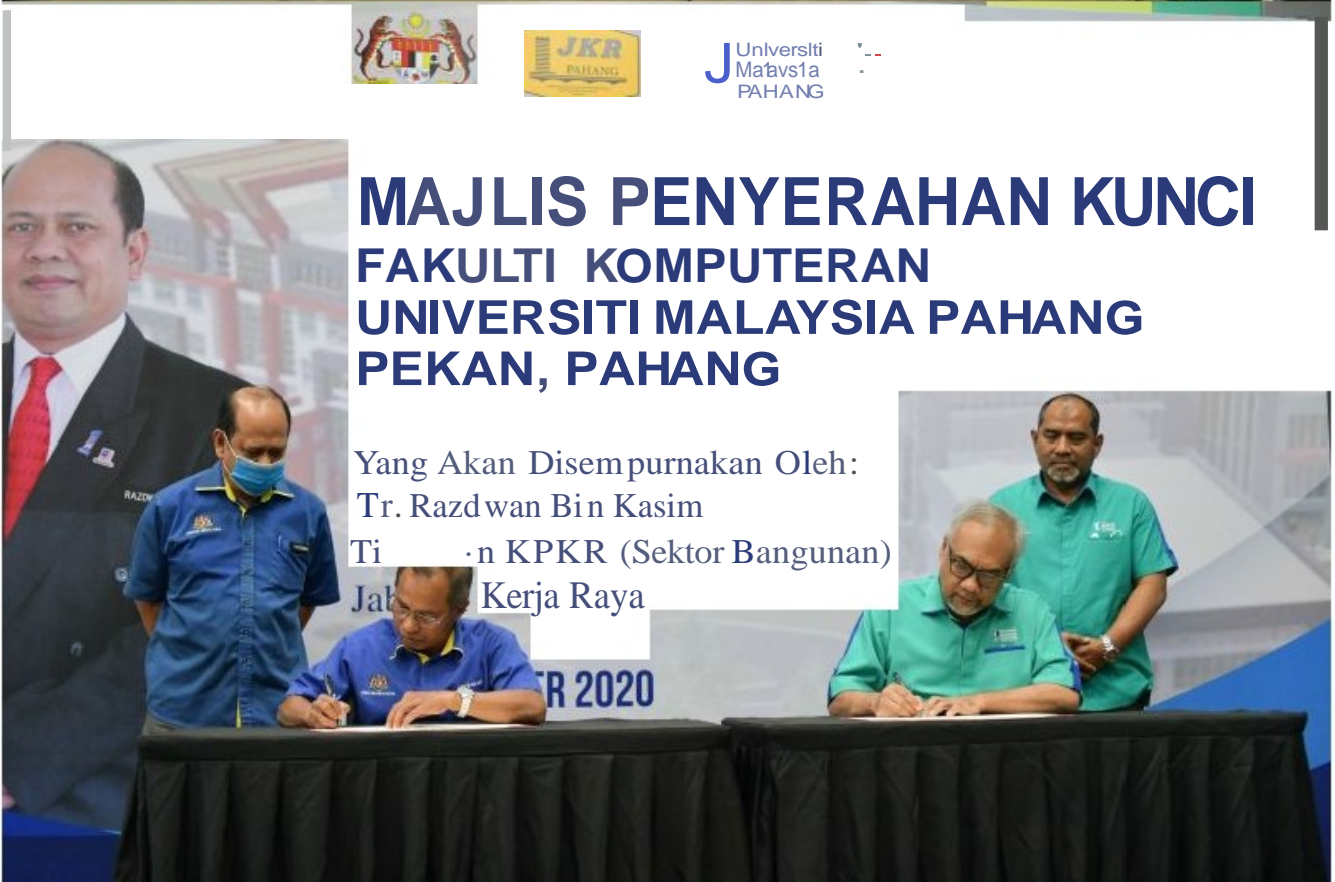 JKR
PAHANG
Universiti
Malaysia
PAHANG
MAJLIS PENYERAHAN KUNCI
FAKULTI KOMPUTERAN
UNIVERSITI MALAYSIA PAHANG
PEKAN, PAHANG
Yang Akan Disempurnakan Oleh:
Tr. Razdwan Bin Kasim
KPKR (Sektor Bangunan)
Kerja Raya
2020